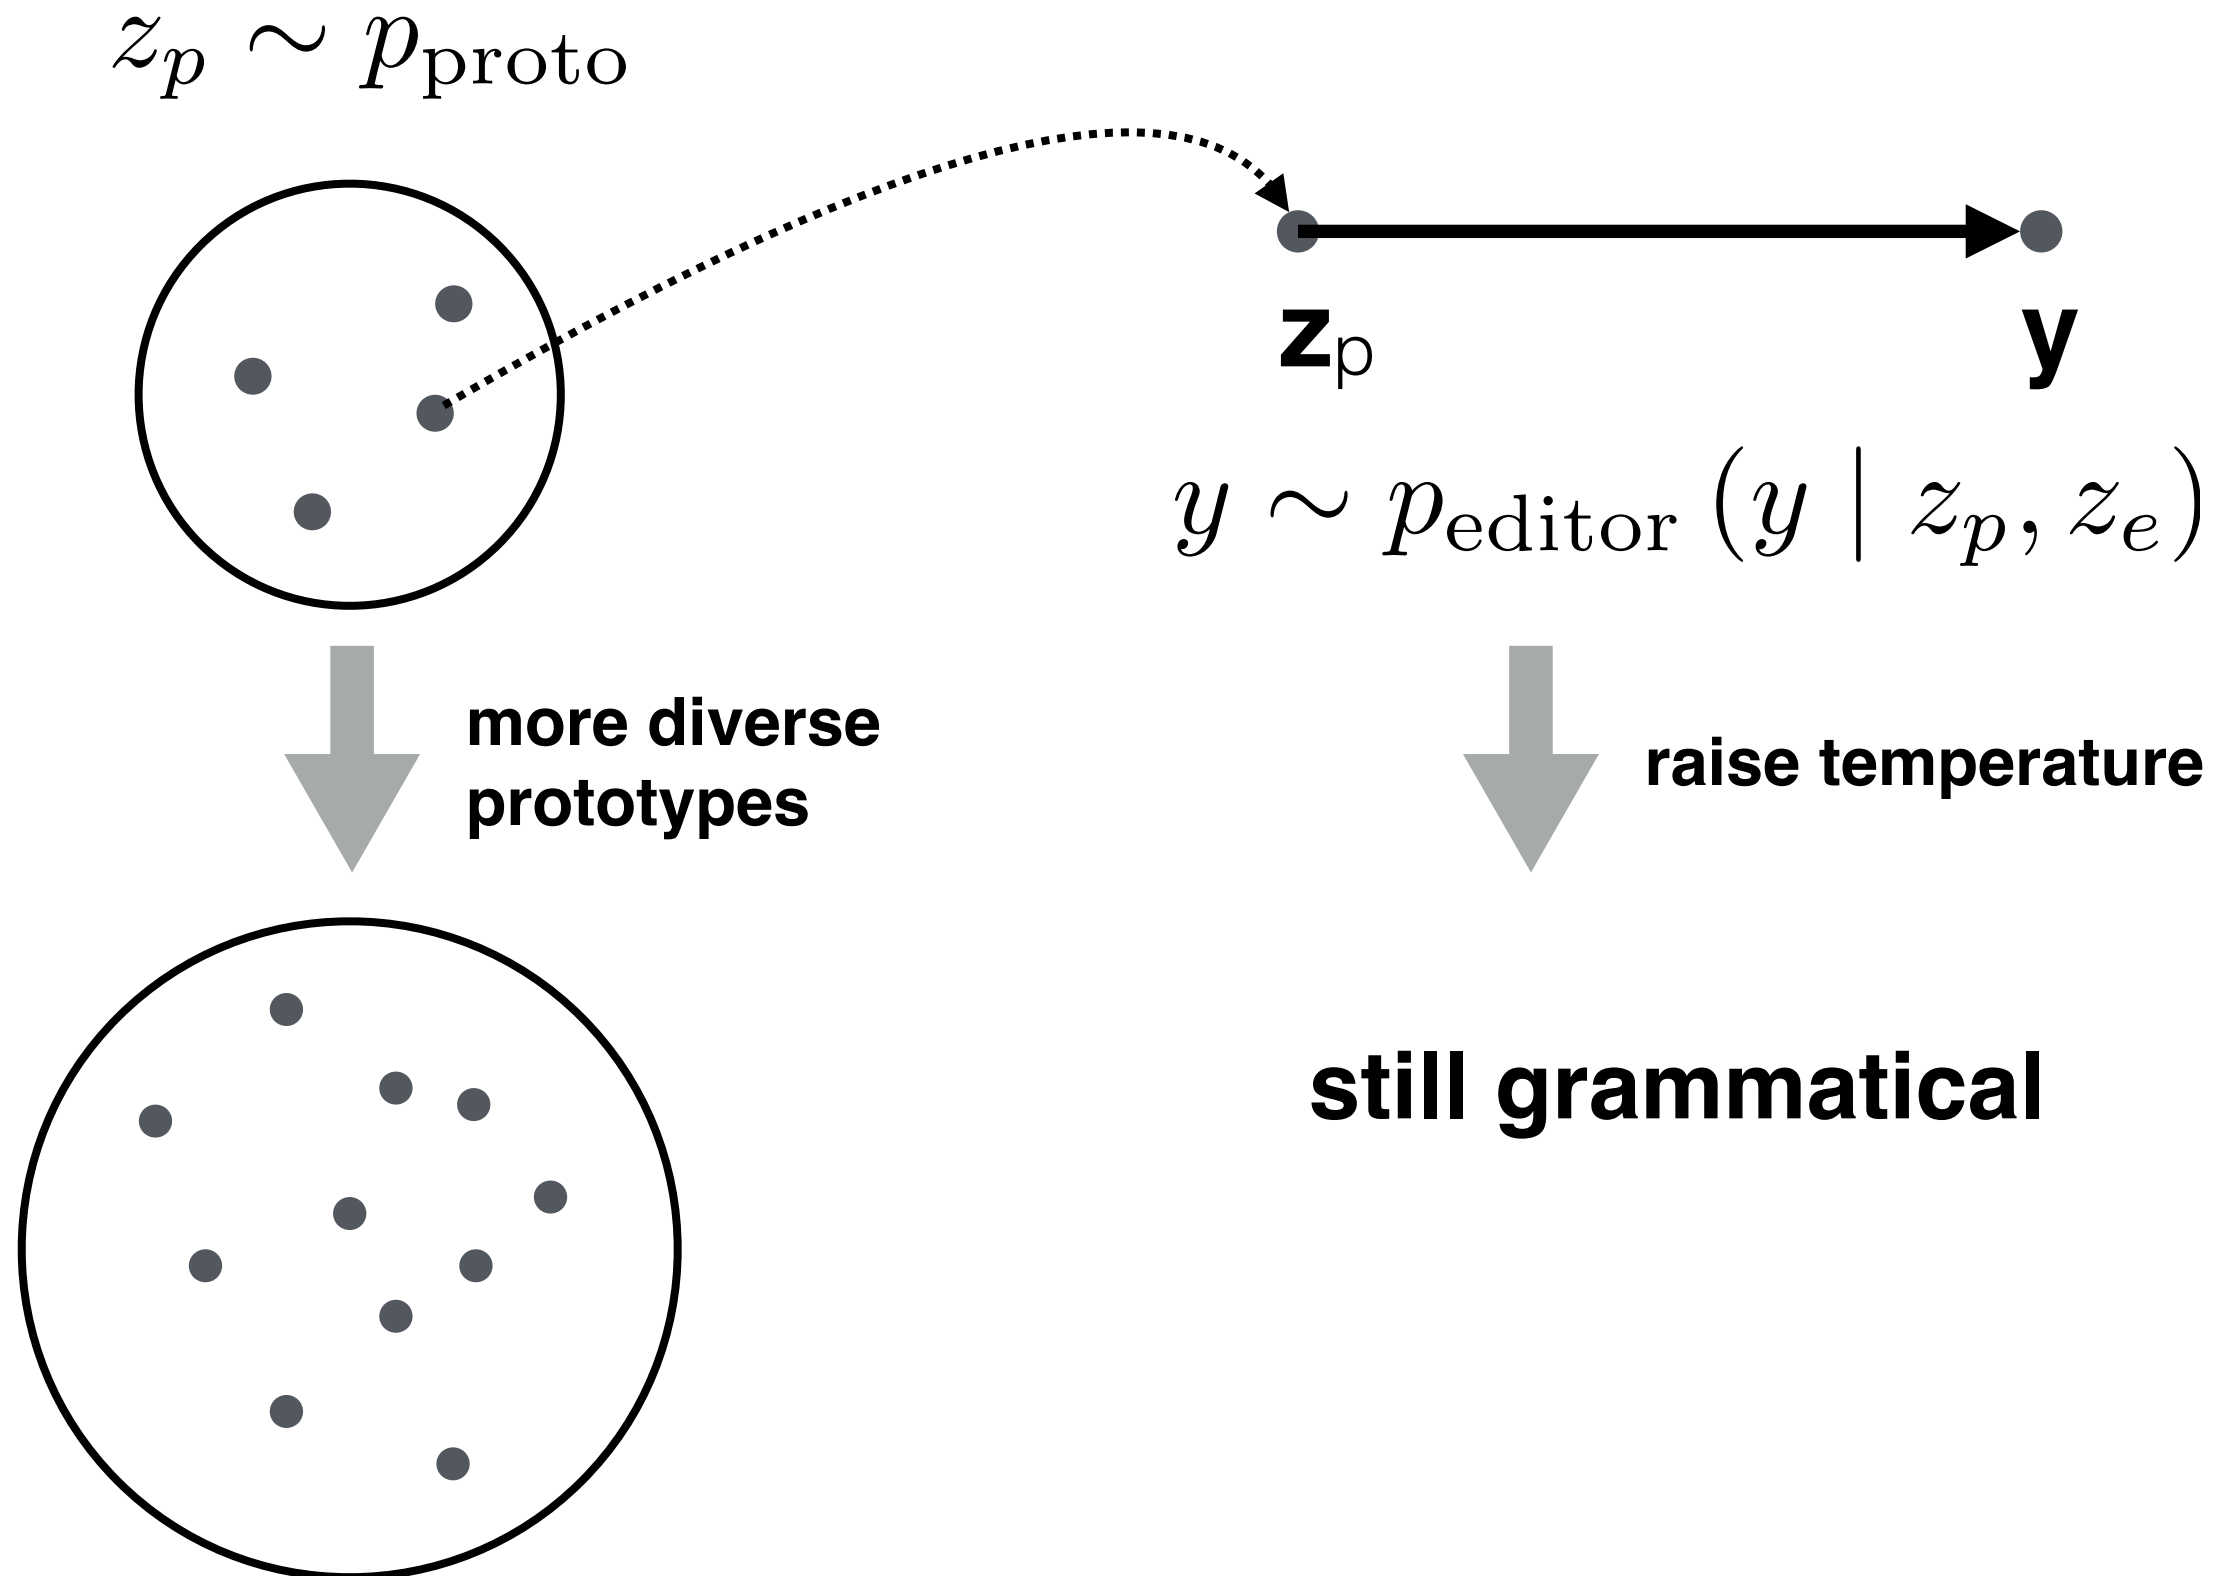 z_p ∼ p_proto
z_p
y
y ∼ p_editor (y | z_p, z_e)
more diverse
prototypes
raise temperature
still grammatical